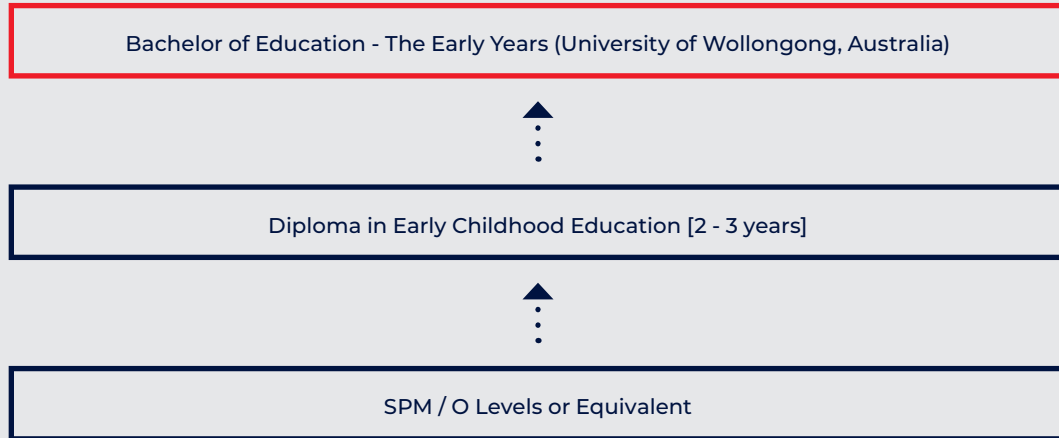 Bachelor of Education - The Early Years (University of Wollongong, Australia)
Diploma in Early Childhood Education [2 - 3 years]
SPM / O Levels or Equivalent